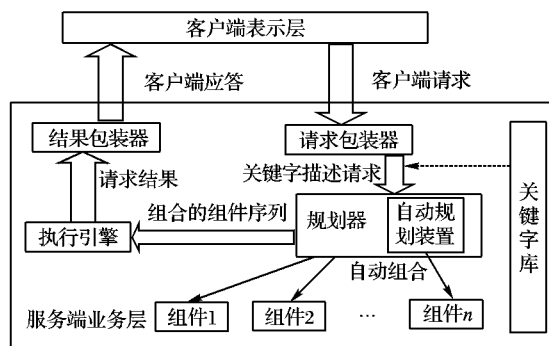 客户端表示层
客户端应答
客户端请求
结果包装器
请求包装器
请求结果
关键字描述请求
关键字库
组合的组件序列
执行引擎
规划器
自动规
划装置
自动组合
服务端业务层
组件1
组件2
…
组件n